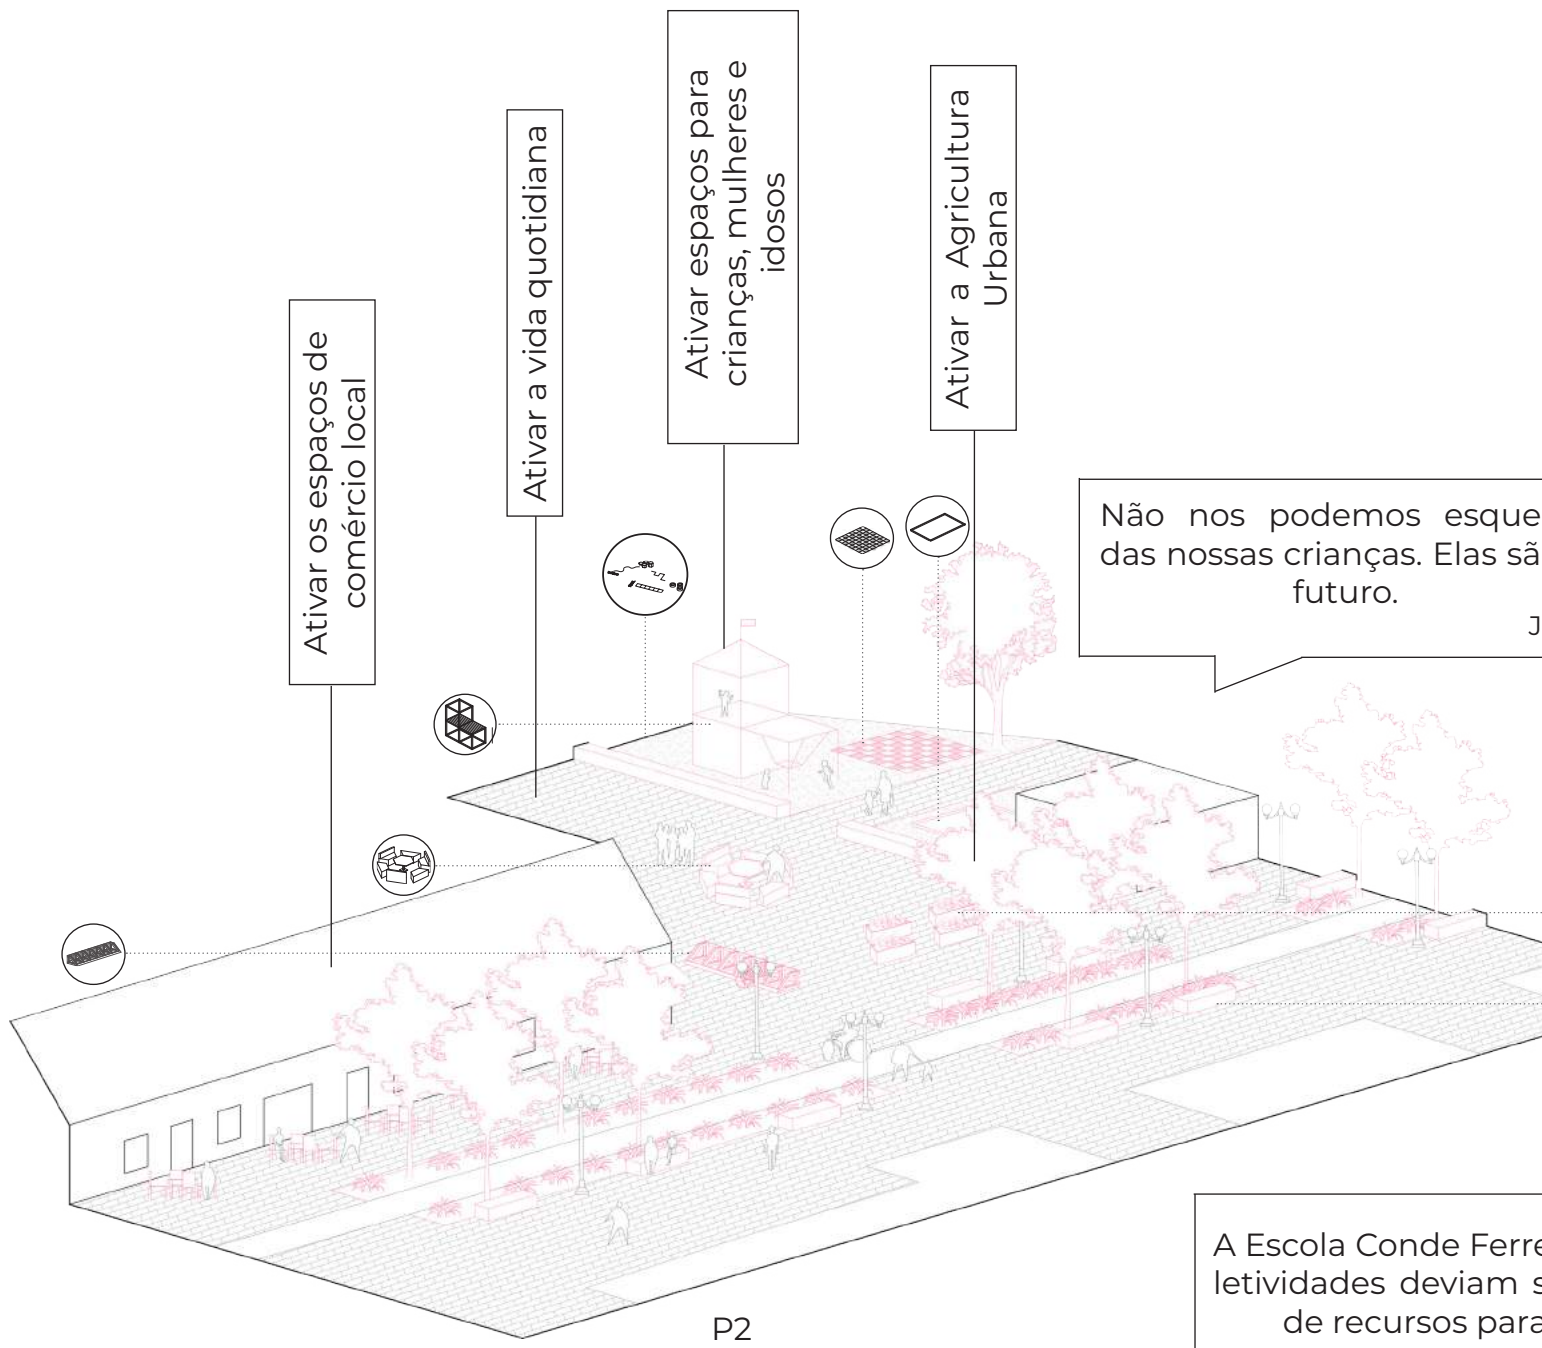 Ativar os espaços de
comércio local
Ativar a vida quotidiana
Ativar espaços para
crianças, mulheres e
idosos
Ativar a Agricultura
Urbana
Não nos podemos esque
das nossas crianças. Elas sã
futuro.
J
A Escola Conde Ferre
letividades deviam s
de recursos para
P2